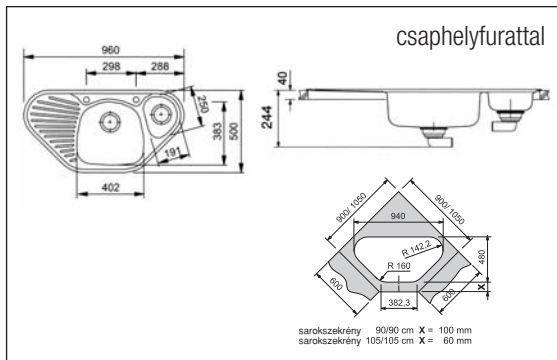 csaphelyfurattal
960
298 288
250
383
500
191
402
40
244
900/ 1050
900/ 1050
940
R 142,2
R 160
480
X
600
600
382,3
sarokszekrény 90/90 cm X = 100 mm
sarokszekrény 105/105 cm X = 60 mm